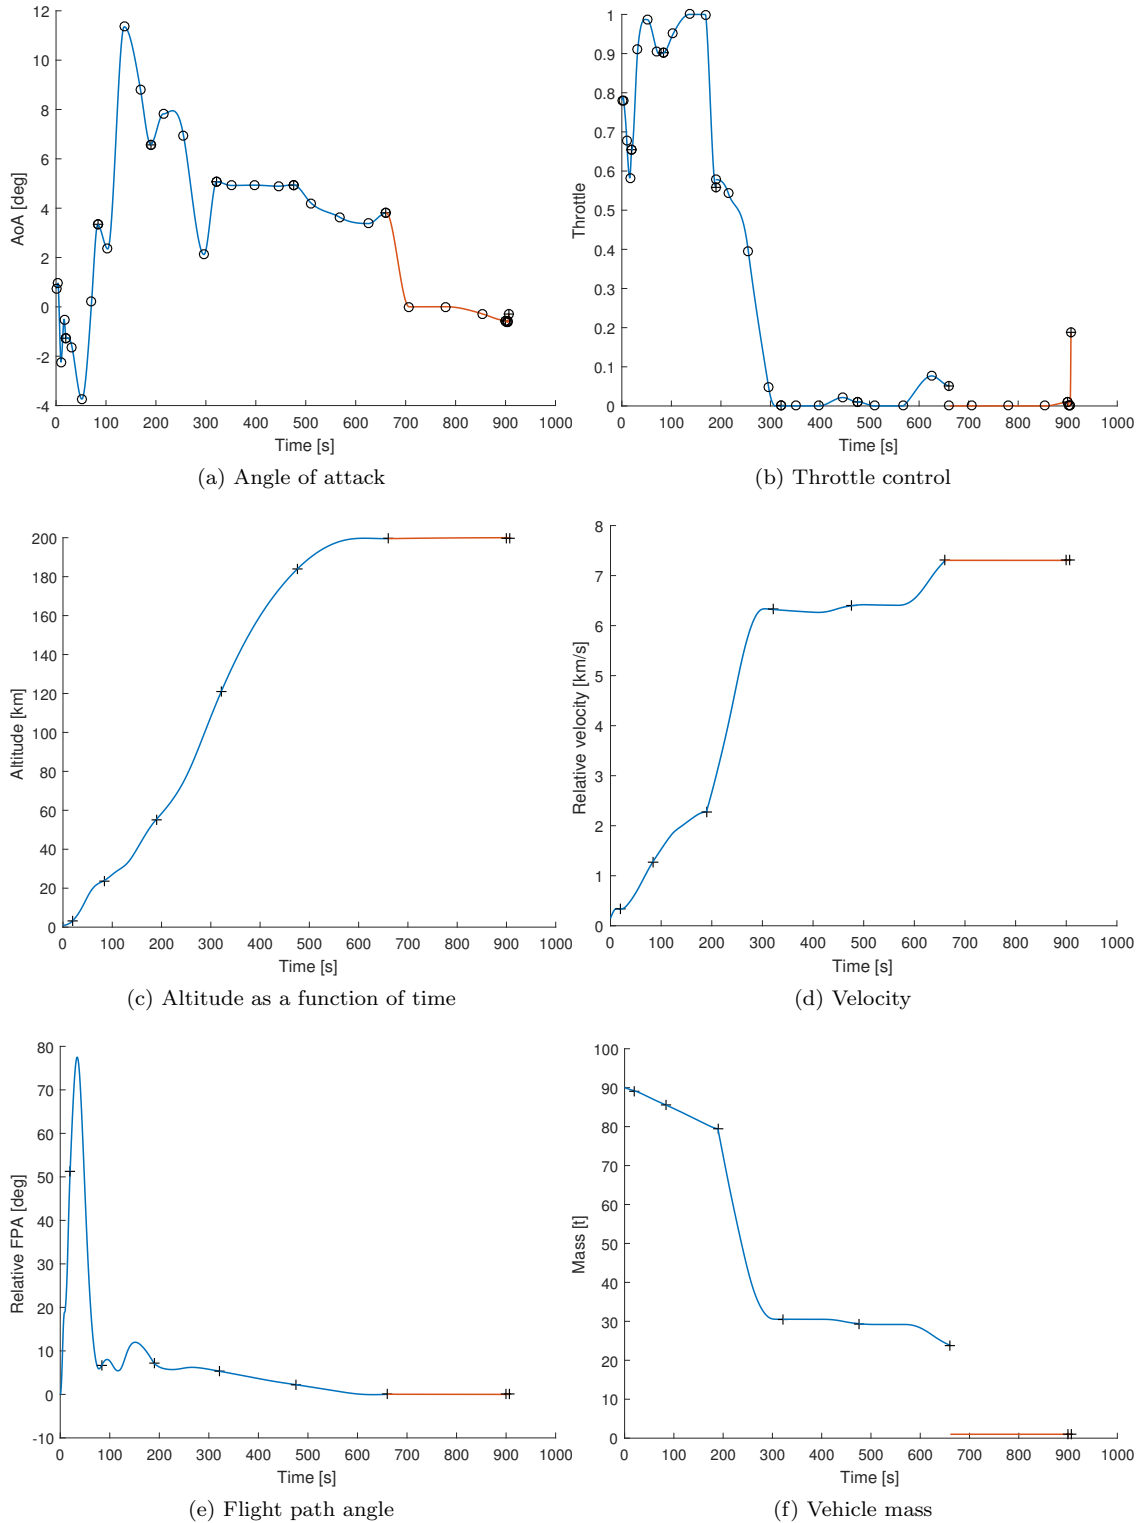 AoA [deg]
12
10
8
6
4
2
0
-2
-4
0 100 200 300 400 500 600 700 800 900 1000
Time [s]
(a) Angle of attack
Throttle
1
0.9
0.8
0.7
0.6
0.5
0.4
0.3
0.2
0.1
0
0 100 200 300 400 500 600 700 800 900 1000
Time [s]
(b) Throttle control
Altitude [km]
200
180
160
140
120
100
80
60
40
20
0
0 100 200 300 400 500 600 700 800 900 1000
Time [s]
(c) Altitude as a function of time
Relative velocity [km/s]
8
7
6
5
4
3
2
1
0
0 100 200 300 400 500 600 700 800 900 1000
Time [s]
(d) Velocity
Relative FPA [deg]
80
70
60
50
40
30
20
10
0
-10
0 100 200 300 400 500 600 700 800 900 1000
Time [s]
(e) Flight path angle
Mass [t]
100
90
80
70
60
50
40
30
20
10
0
0 100 200 300 400 500 600 700 800 900 1000
Time [s]
(f) Vehicle mass